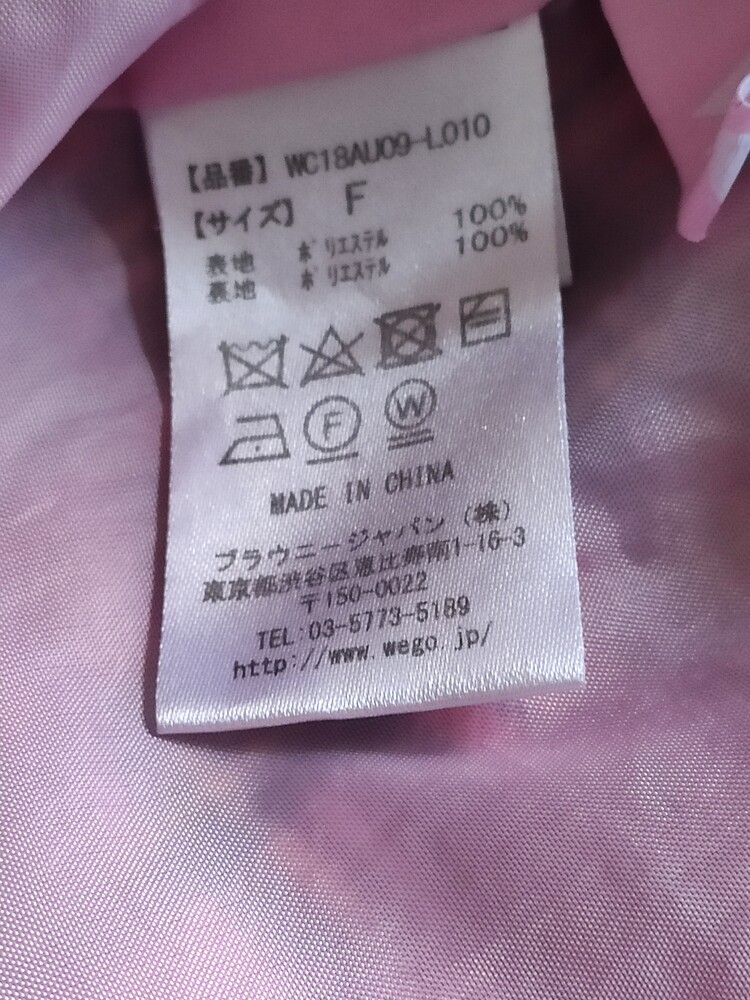 【品番】 WC18AU09-L010
【サイズ】 F
表地 ポリエステル 100%
裏地 ポリエステル 100%
F W
MADE IN CHINA
ブラウニージャパン（株）
東京都渋谷区恵比寿南1-16-3
〒150-0022
TEL:03-5773-5189
http://www.wego.jp/